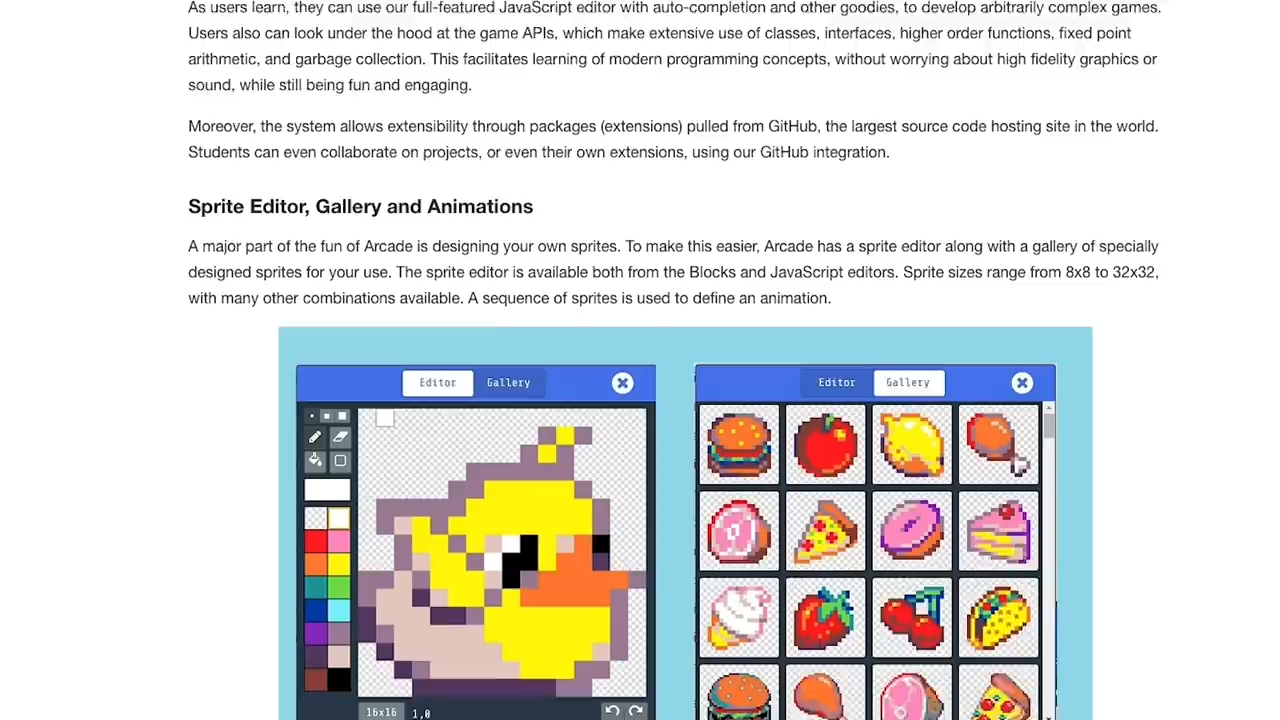 As users learn, they can use our full-featured JavaScript editor with auto-completion and other goodies, to develop arbitrarily complex games.
Users also can look under the hood at the game APIs, which make extensive use of classes, interfaces, higher order functions, fixed point
arithmetic, and garbage collection. This facilitates learning of modern programming concepts, without worrying about high fidelity graphics or
sound, while still being fun and engaging.
Moreover, the system allows extensibility through packages (extensions) pulled from GitHub, the largest source code hosting site in the world.
Students can even collaborate on projects, or even their own extensions, using our GitHub integration.
Sprite Editor, Gallery and Animations
A major part of the fun of Arcade is designing your own sprites. To make this easier, Arcade has a sprite editor along with a gallery of specially
designed sprites for your use. The sprite editor is available both from the Blocks and JavaScript editors. Sprite sizes range from 8x8 to 32x32,
with many other combinations available. A sequence of sprites is used to define an animation.
Editor Gallery
Editor Gallery
16x16 1,0